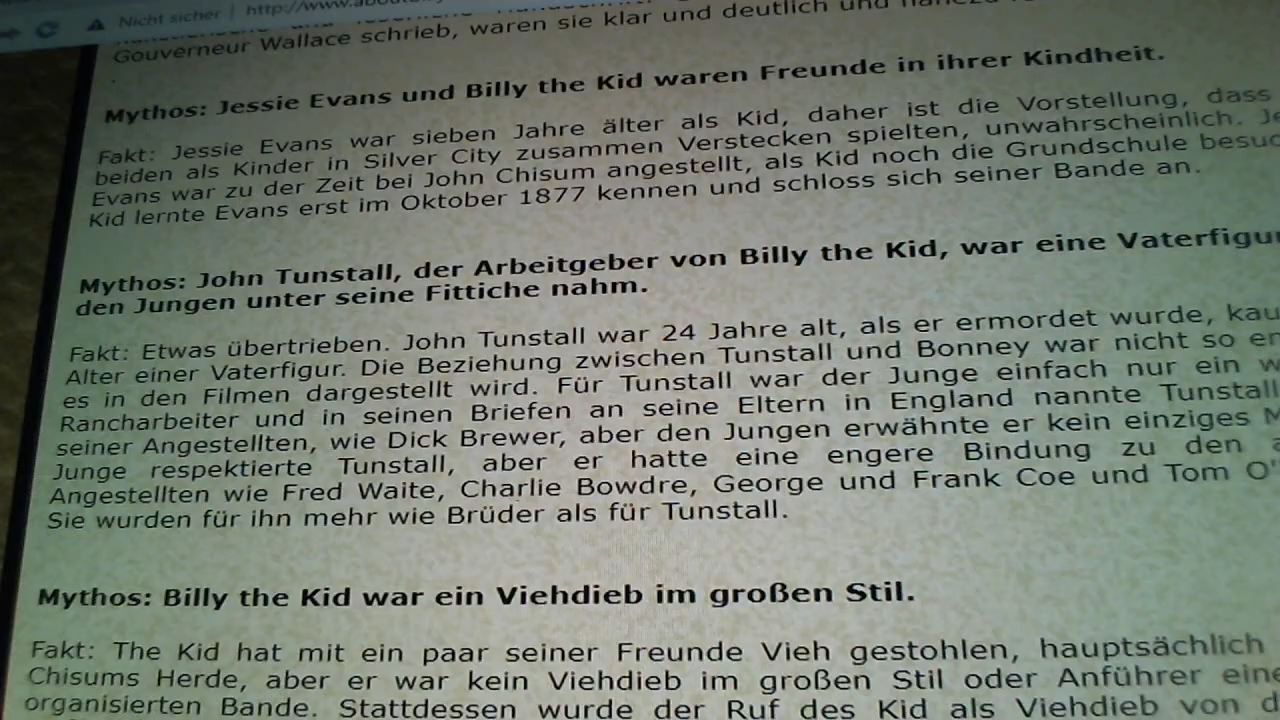 Nicht sicher | http://www.
Gouverneur Wallace schrieb, waren sie klar und deutlich und
Mythos: Jessie Evans und Billy the Kid waren Freunde in ihrer Kindheit.
Fakt: Jessie Evans war sieben Jahre älter als Kid, daher ist die Vorstellung, dass
beiden als Kinder in Silver City zusammen Verstecken spielten, unwahrscheinlich.
Evans war zu der Zeit bei John Chisum angestellt, als Kid noch die Grundschule
Kid lernte Evans erst im Oktober 1877 kennen und schloss sich seiner Bande an.
Mythos: John Tunstall, der Arbeitgeber von Billy the Kid, war eine Vaterfigur
den Jungen unter seine Fittiche nahm.
Fakt: Etwas übertrieben. John Tunstall war 24 Jahre alt, als er ermordet wurde,
Alter einer Vaterfigur. Die Beziehung zwischen Tunstall und Bonney war nicht so
es in den Filmen dargestellt wird. Für Tunstall war der Junge einfach nur ein
Rancharbeiter und in seinen Briefen an seine Eltern in England nannte Tunstall
seiner Angestellten, wie Dick Brewer, aber den Jungen erwähnte er kein einziges
Junge respektierte Tunstall, aber er hatte eine engere Bindung zu den
Angestellten wie Fred Waite, Charlie Bowdre, George und Frank Coe und Tom
Sie wurden für ihn mehr wie Brüder als für Tunstall.
Mythos: Billy the Kid war ein Viehdieb im großen Stil.
Fakt: The Kid hat mit ein paar seiner Freunde Vieh gestohlen, hauptsächlich
Chisums Herde, aber er war kein Viehdieb im großen Stil oder Anführer
organisierten Bande. Stattdessen wurde der Ruf des Kid als Viehdieb von